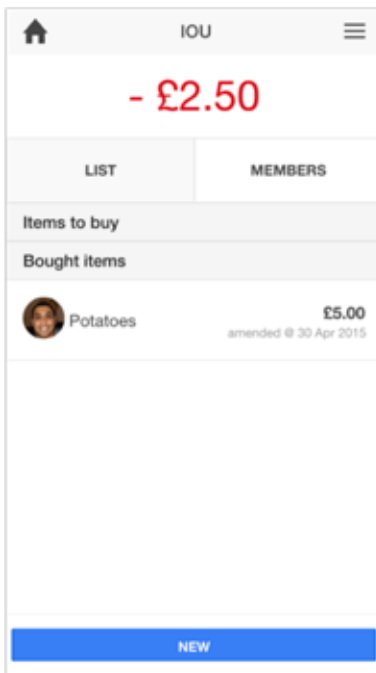 IOU
- £2.50
LIST MEMBERS
Items to buy
Bought items
Potatoes £5.00
amended @ 30 Apr 2015
NEW